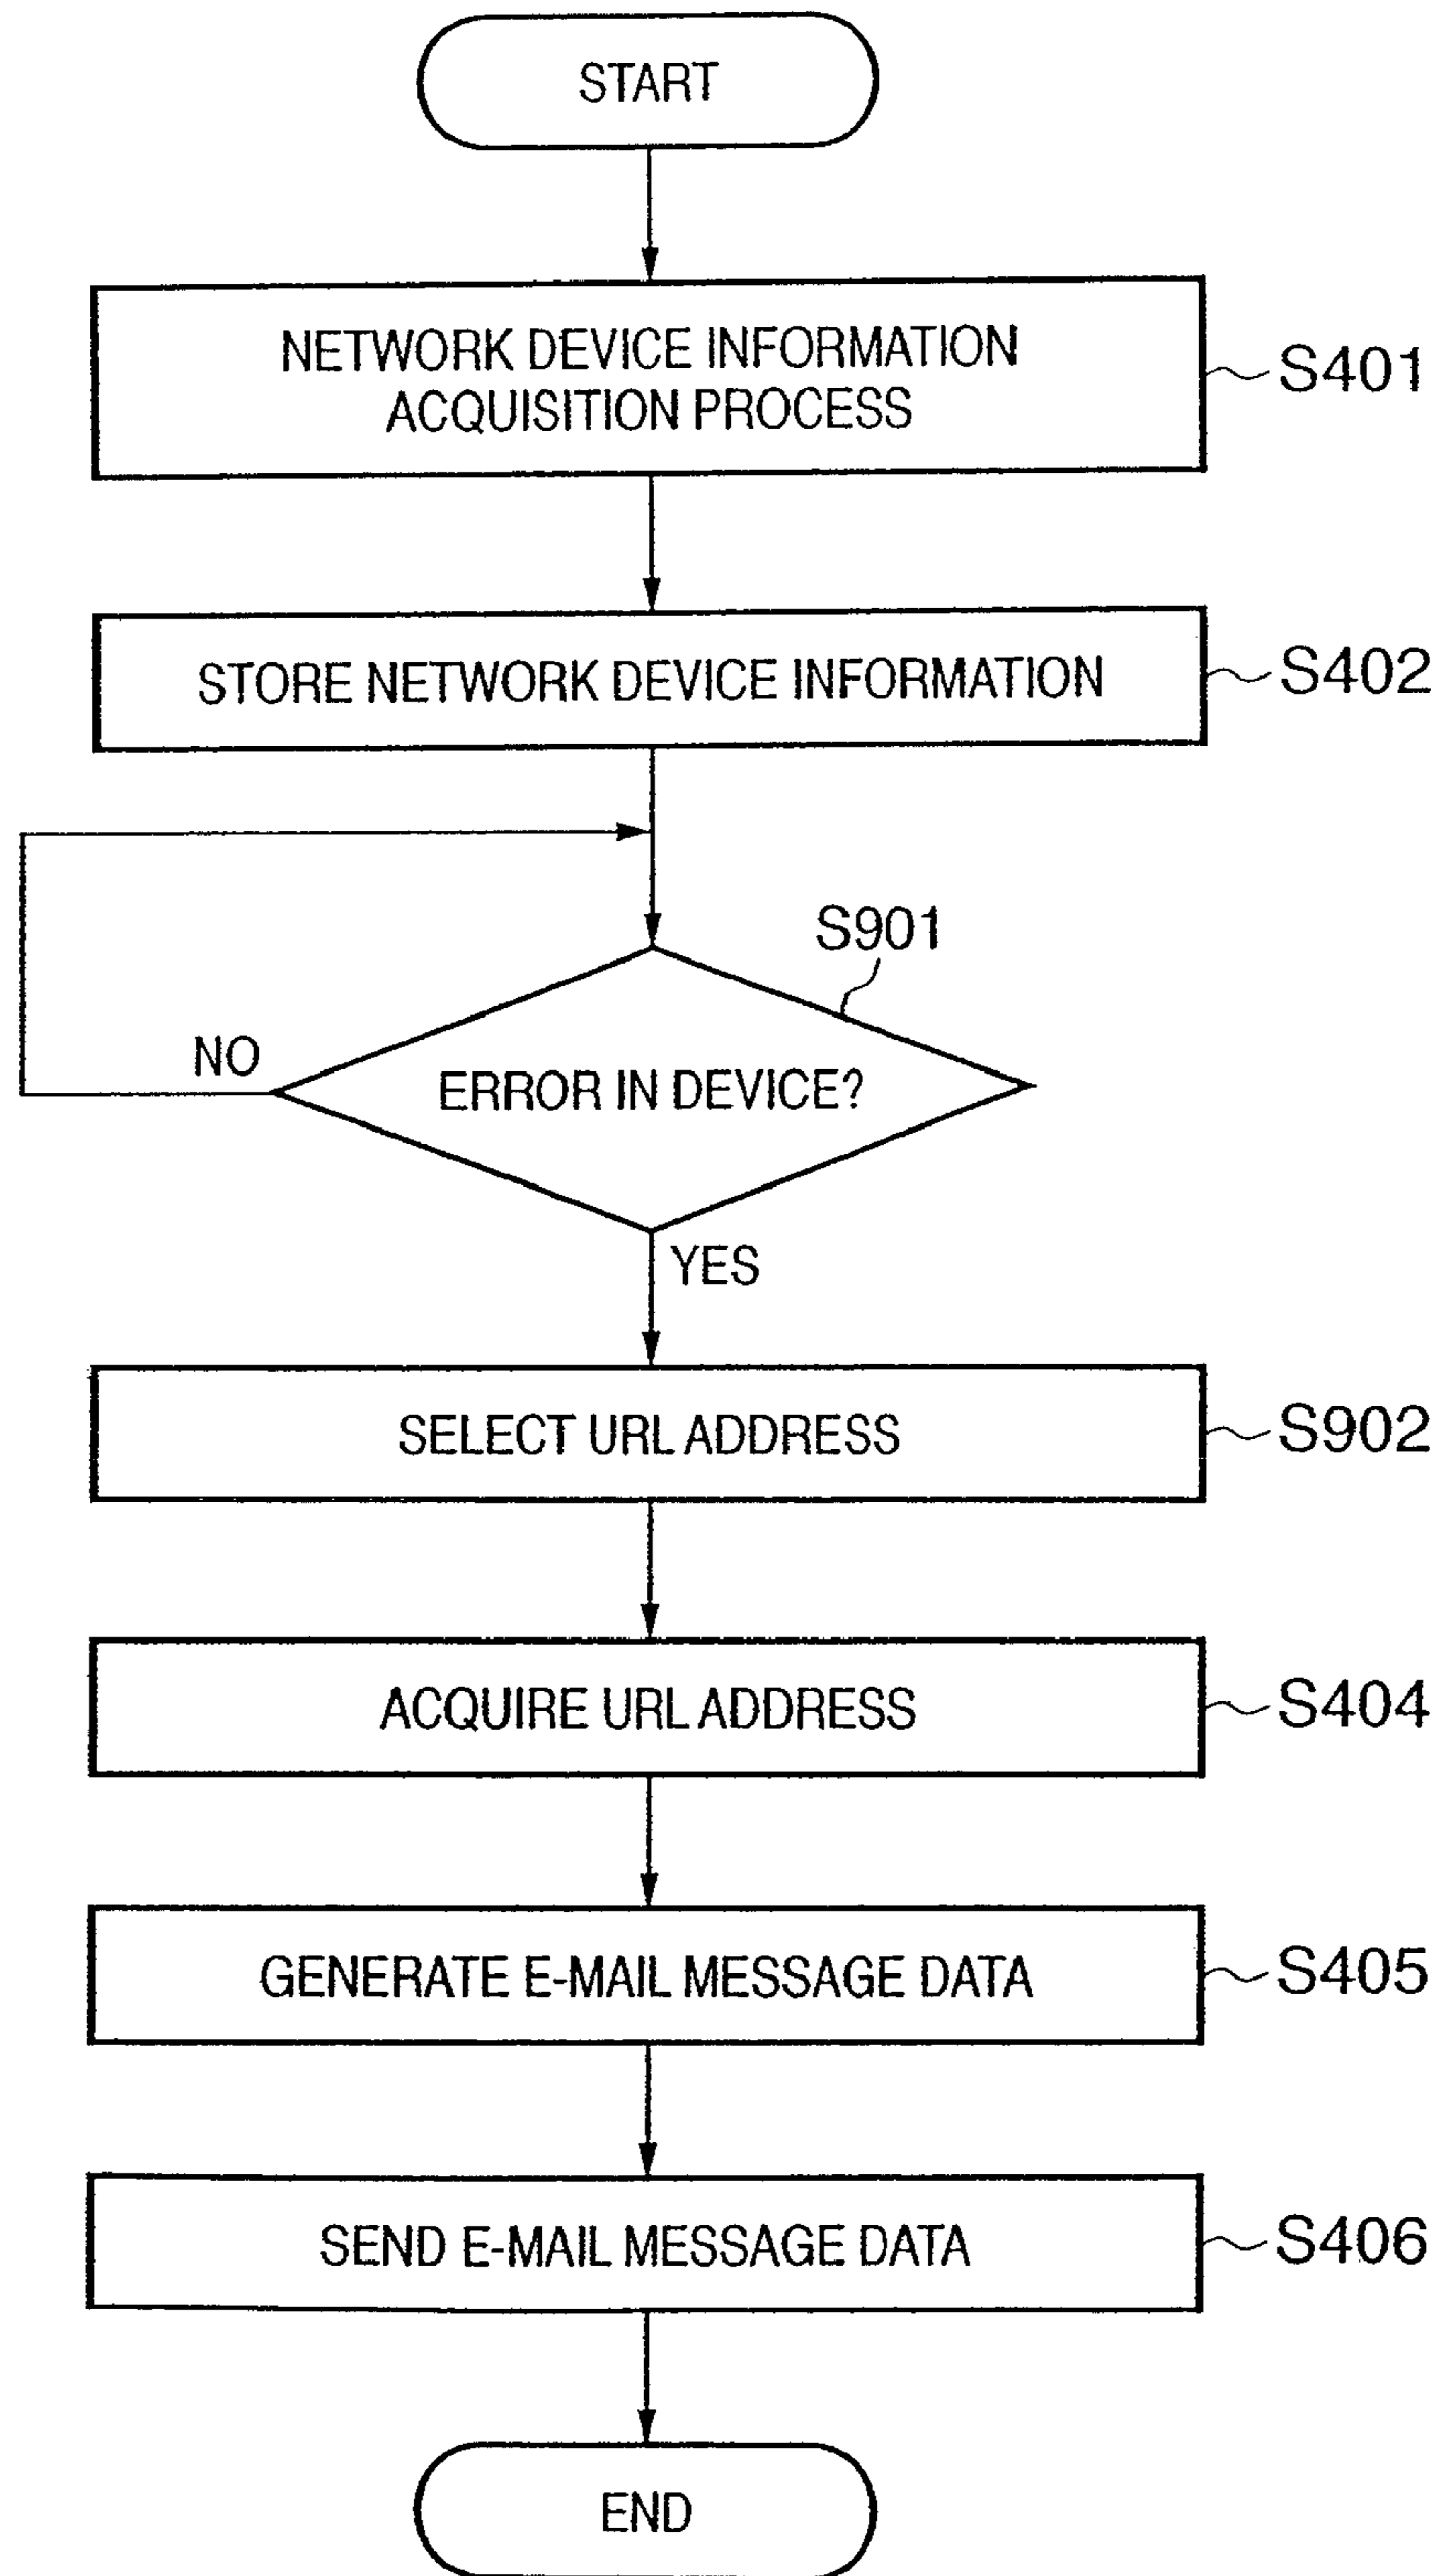 START
NETWORK DEVICE INFORMATION
ACQUISITION PROCESS
S401
STORE NETWORK DEVICE INFORMATION
S402
S901
NO
ERROR IN DEVICE?
YES
SELECT URL ADDRESS
S902
ACQUIRE URL ADDRESS
S404
GENERATE E-MAIL MESSAGE DATA
S405
SEND E-MAIL MESSAGE DATA
S406
END